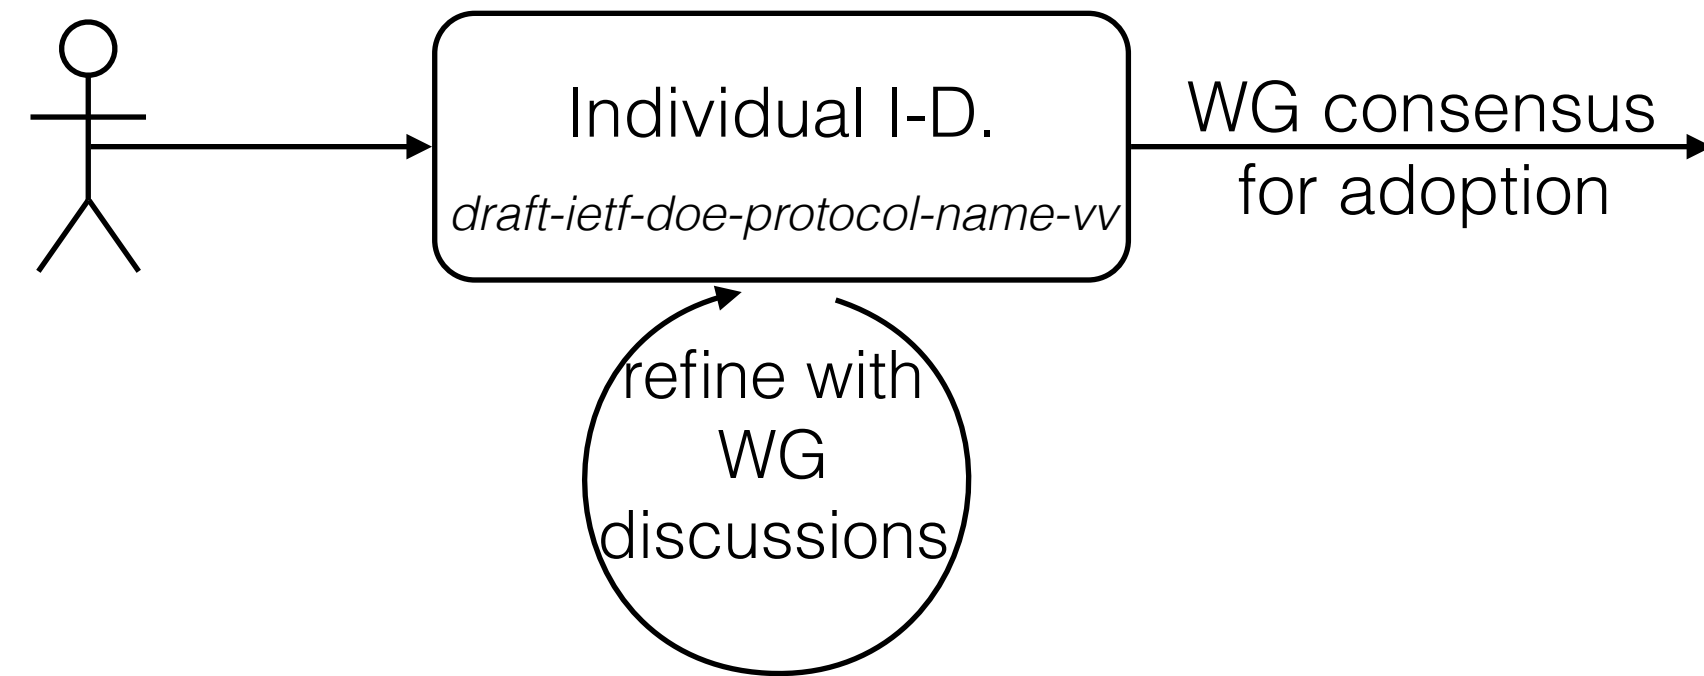 Individual I-D.
draft-ietf-doe-protocol-name-vv
WG consensus
for adoption
refine with
WG
discussions